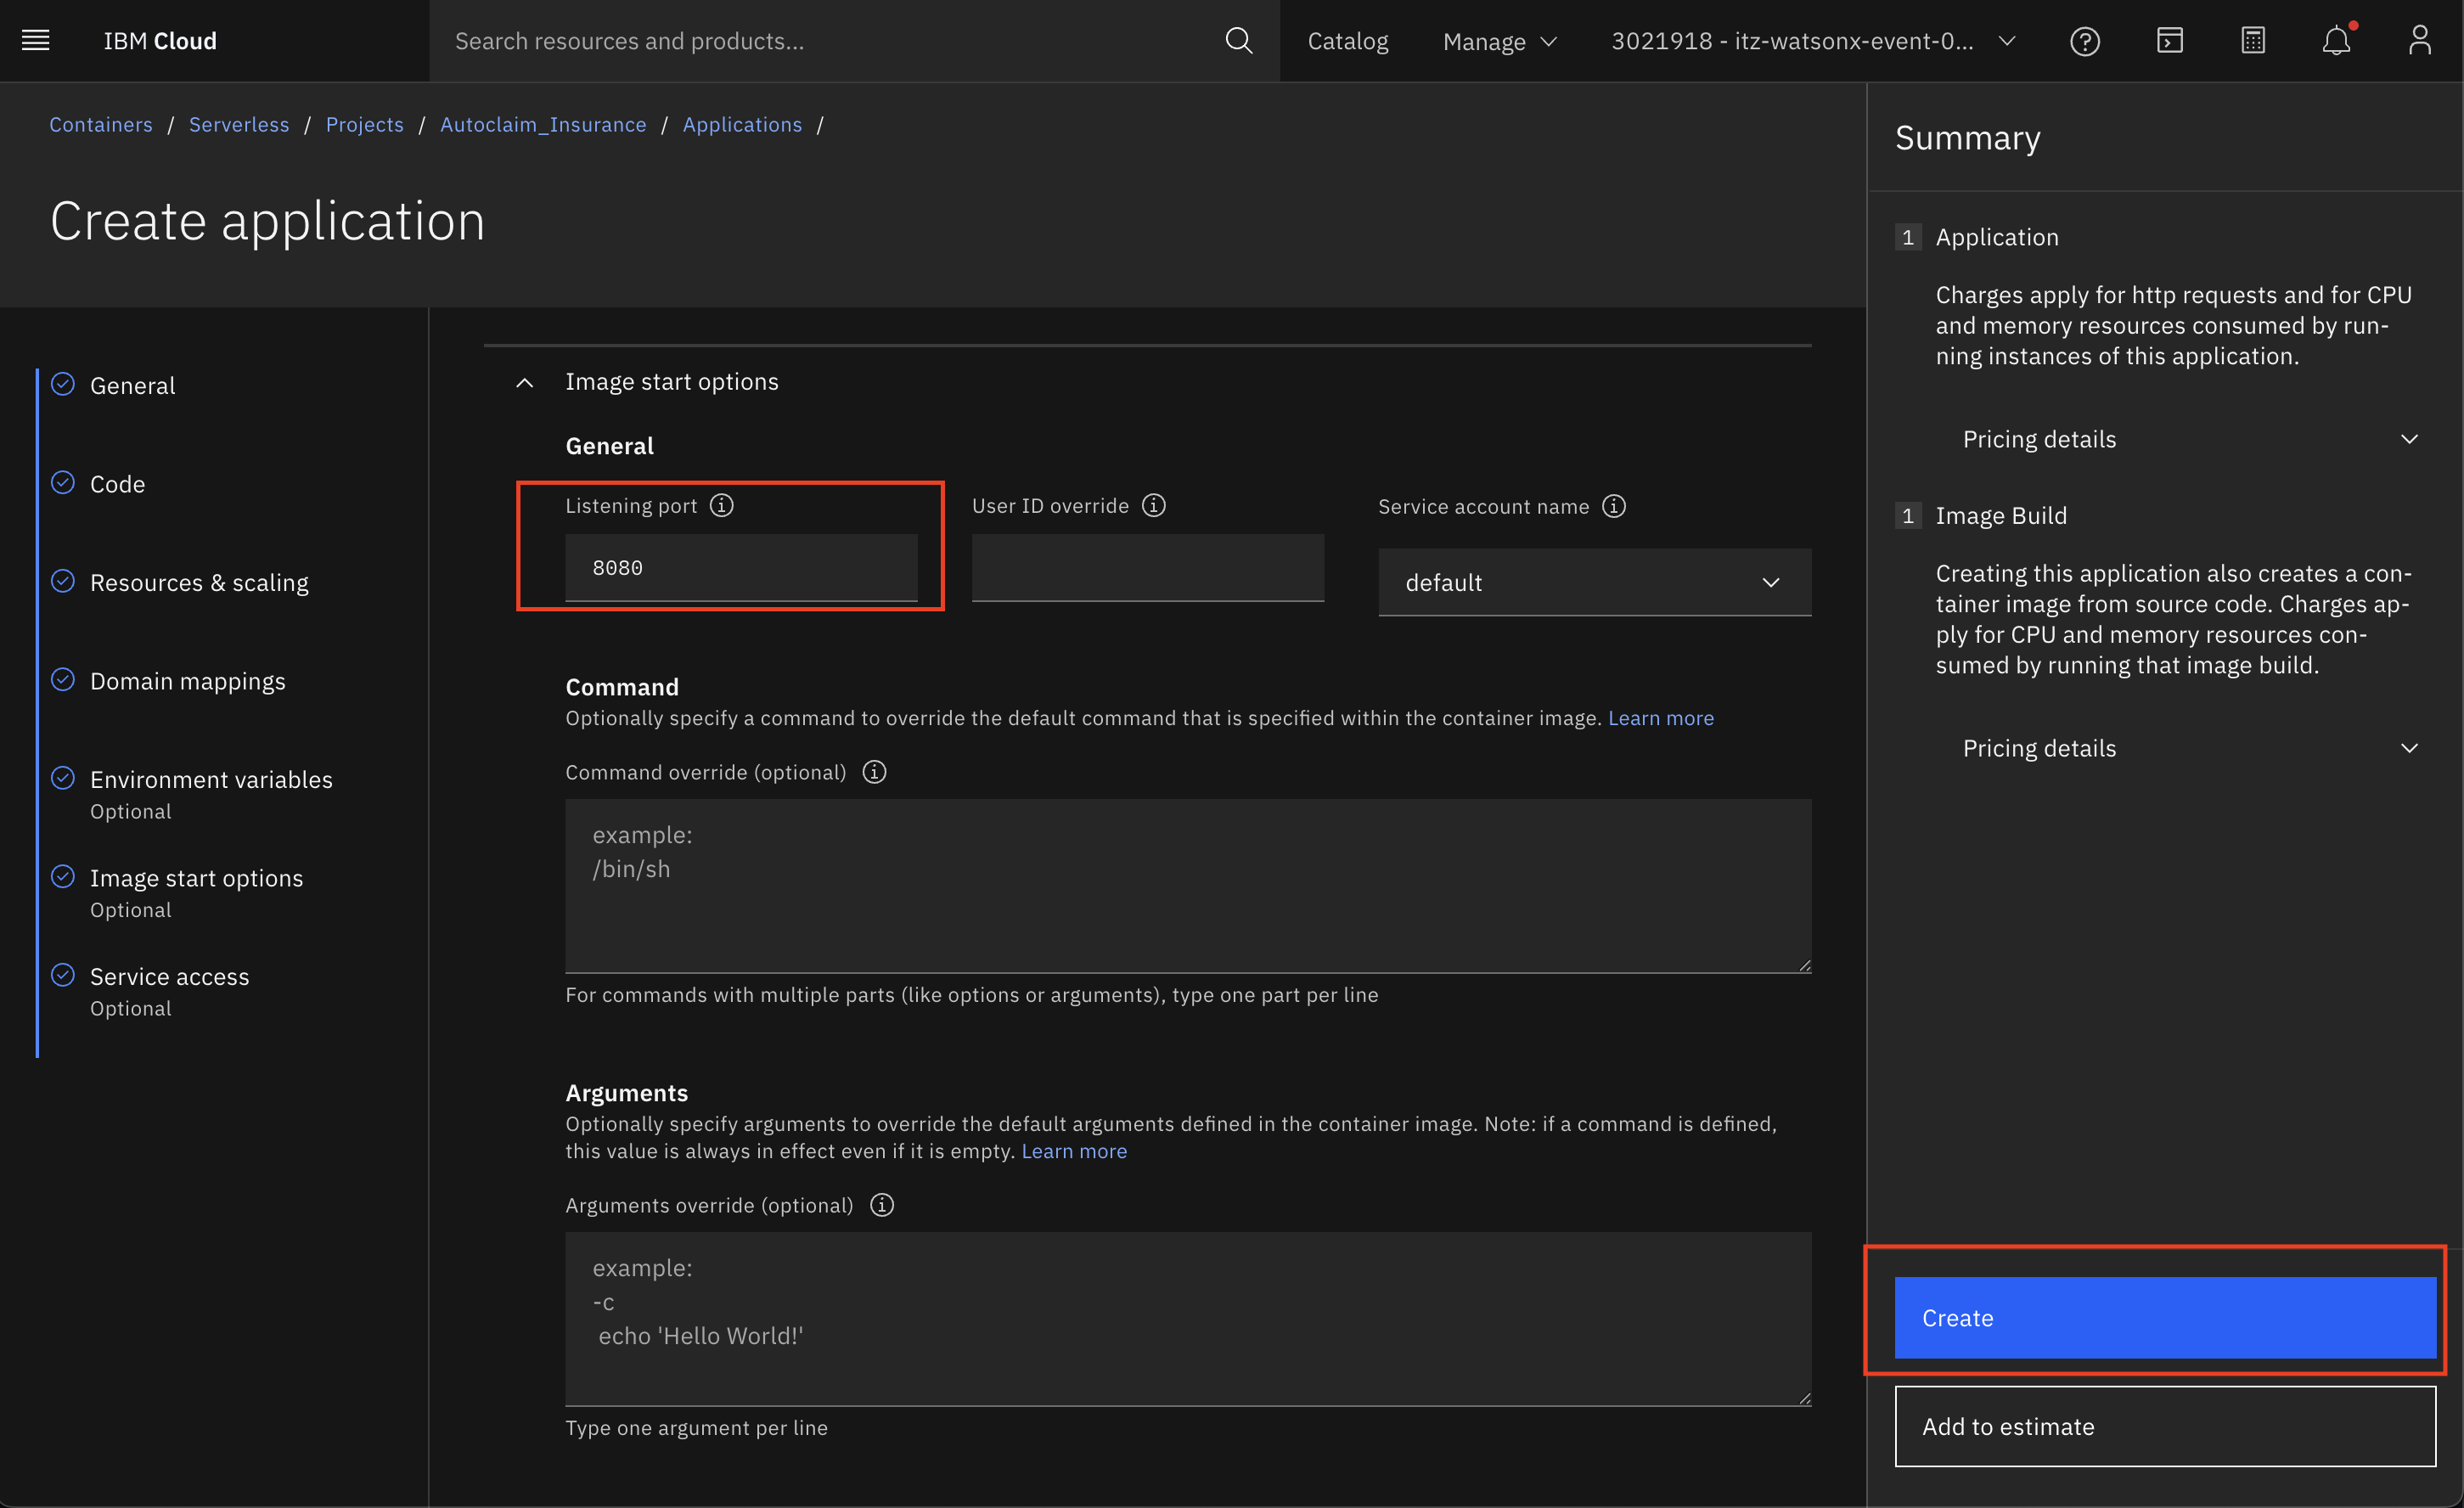 IBM Cloud
Search resources and products...
Catalog
Manage
3021918 - itz-watsonx-event-0...
Containers / Serverless / Projects / Autoclaim_Insurance / Applications /
Create application
General
Code
Resources & scaling
Domain mappings
Environment variables
Optional
Image start options
Optional
Service access
Optional
Image start options
General
Listening port
8080
User ID override
Service account name
default
Command
Optionally specify a command to override the default command that is specified within the container image. Learn more
Command override (optional)
example:
/bin/sh
For commands with multiple parts (like options or arguments), type one part per line
Arguments
Optionally specify arguments to override the default arguments defined in the container image. Note: if a command is defined,
this value is always in effect even if it is empty. Learn more
Arguments override (optional)
example:
-c
echo 'Hello World!'
Type one argument per line
Summary
1 Application
Charges apply for http requests and for CPU
and memory resources consumed by run-
ning instances of this application.
Pricing details
1 Image Build
Creating this application also creates a con-
tainer image from source code. Charges ap-
ply for CPU and memory resources con-
sumed by running that image build.
Pricing details
Create
Add to estimate